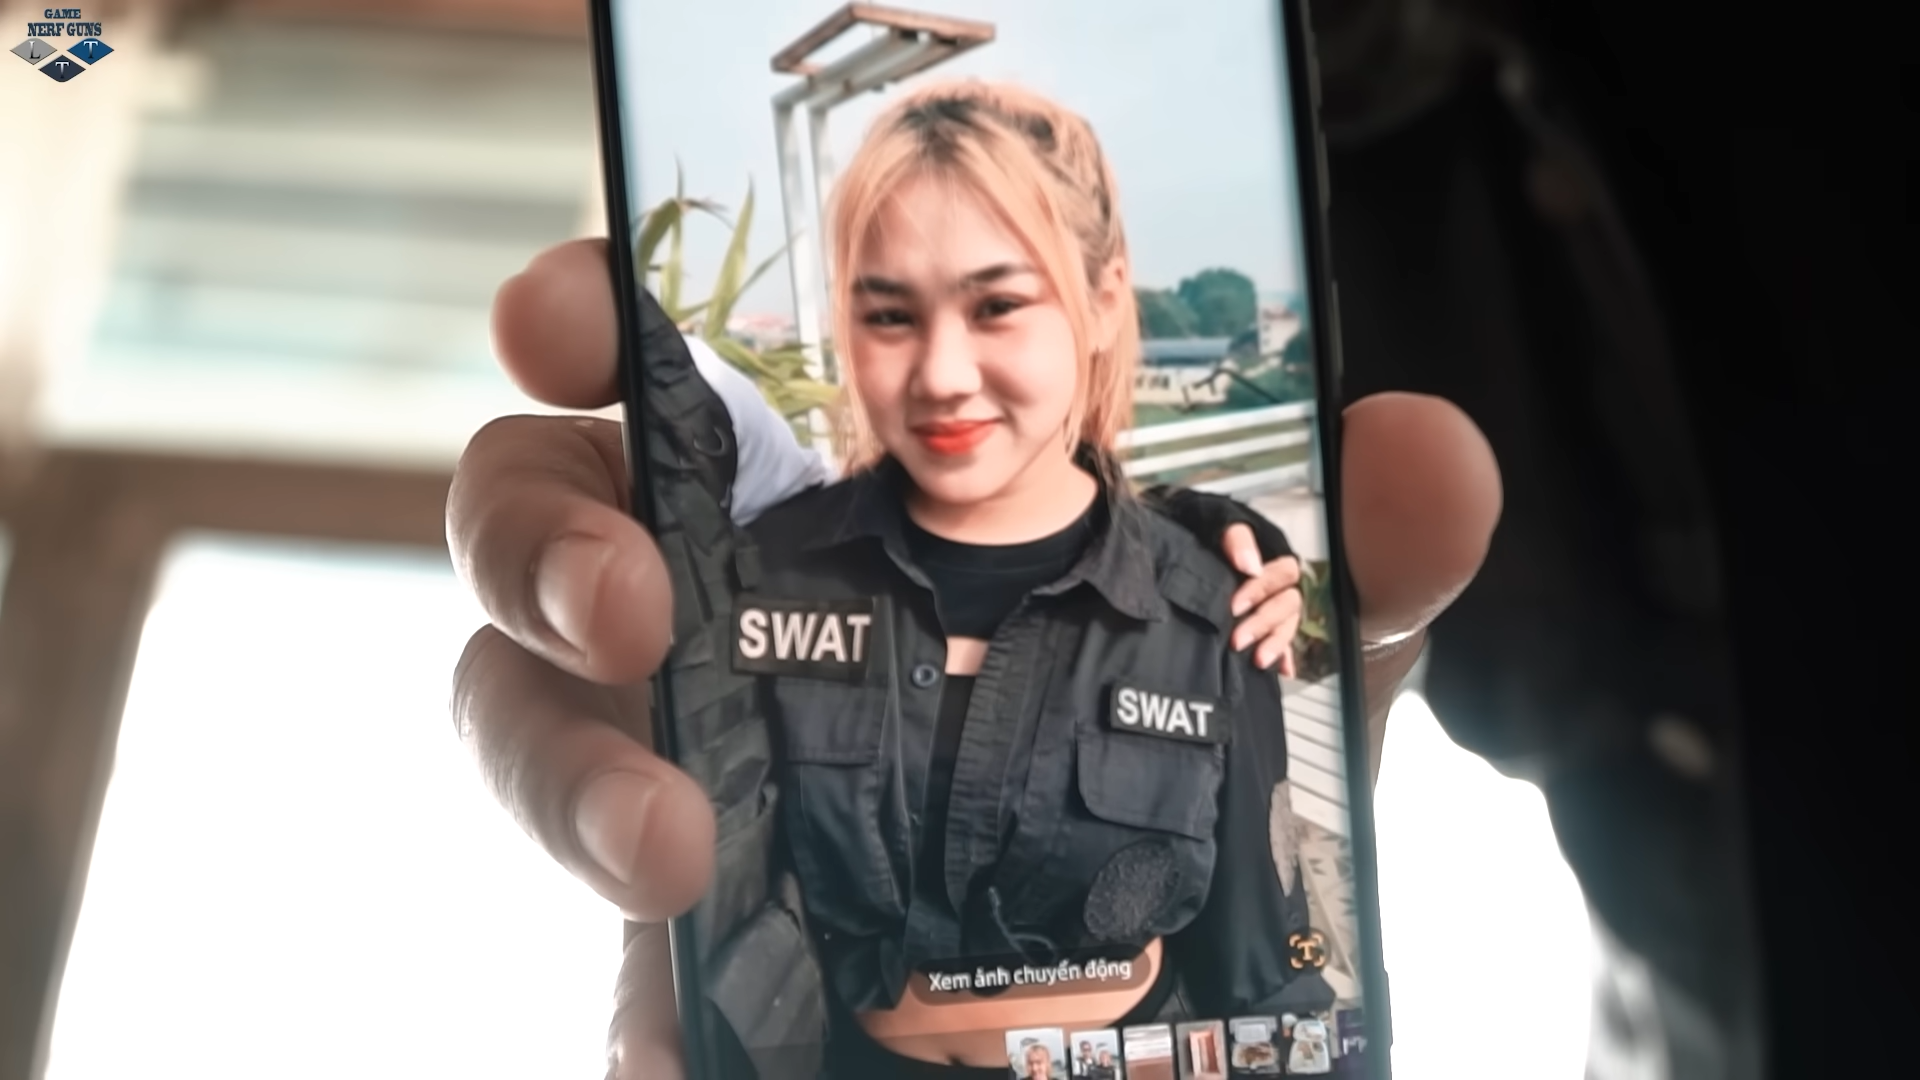 GAME
NERF GUNS
L T
T
SWAT
SWAT
Xem ảnh chuyển động
T